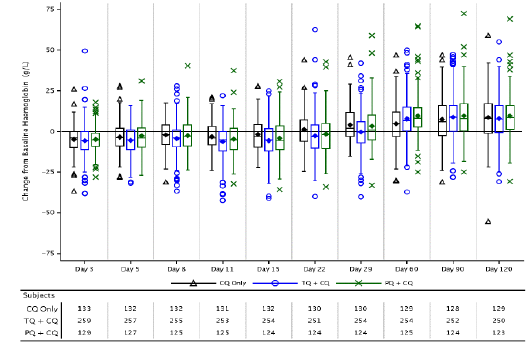 75
50
25
0
−25
−50
−75
Change from Baseline Haemoglobin (g/L)
Day 3 Day 5 Day 8 Day 11 Day 15 Day 22 Day 29 Day 60 Day 90 Day 120
CQ Only TQ + CQ PQ + CQ
Subjects
CQ Only 133 132 132 131 132 130 130 129 128 129
TQ + CQ 259 257 255 253 254 251 254 254 252 250
PQ + CQ 129 127 125 125 124 124 124 125 124 123